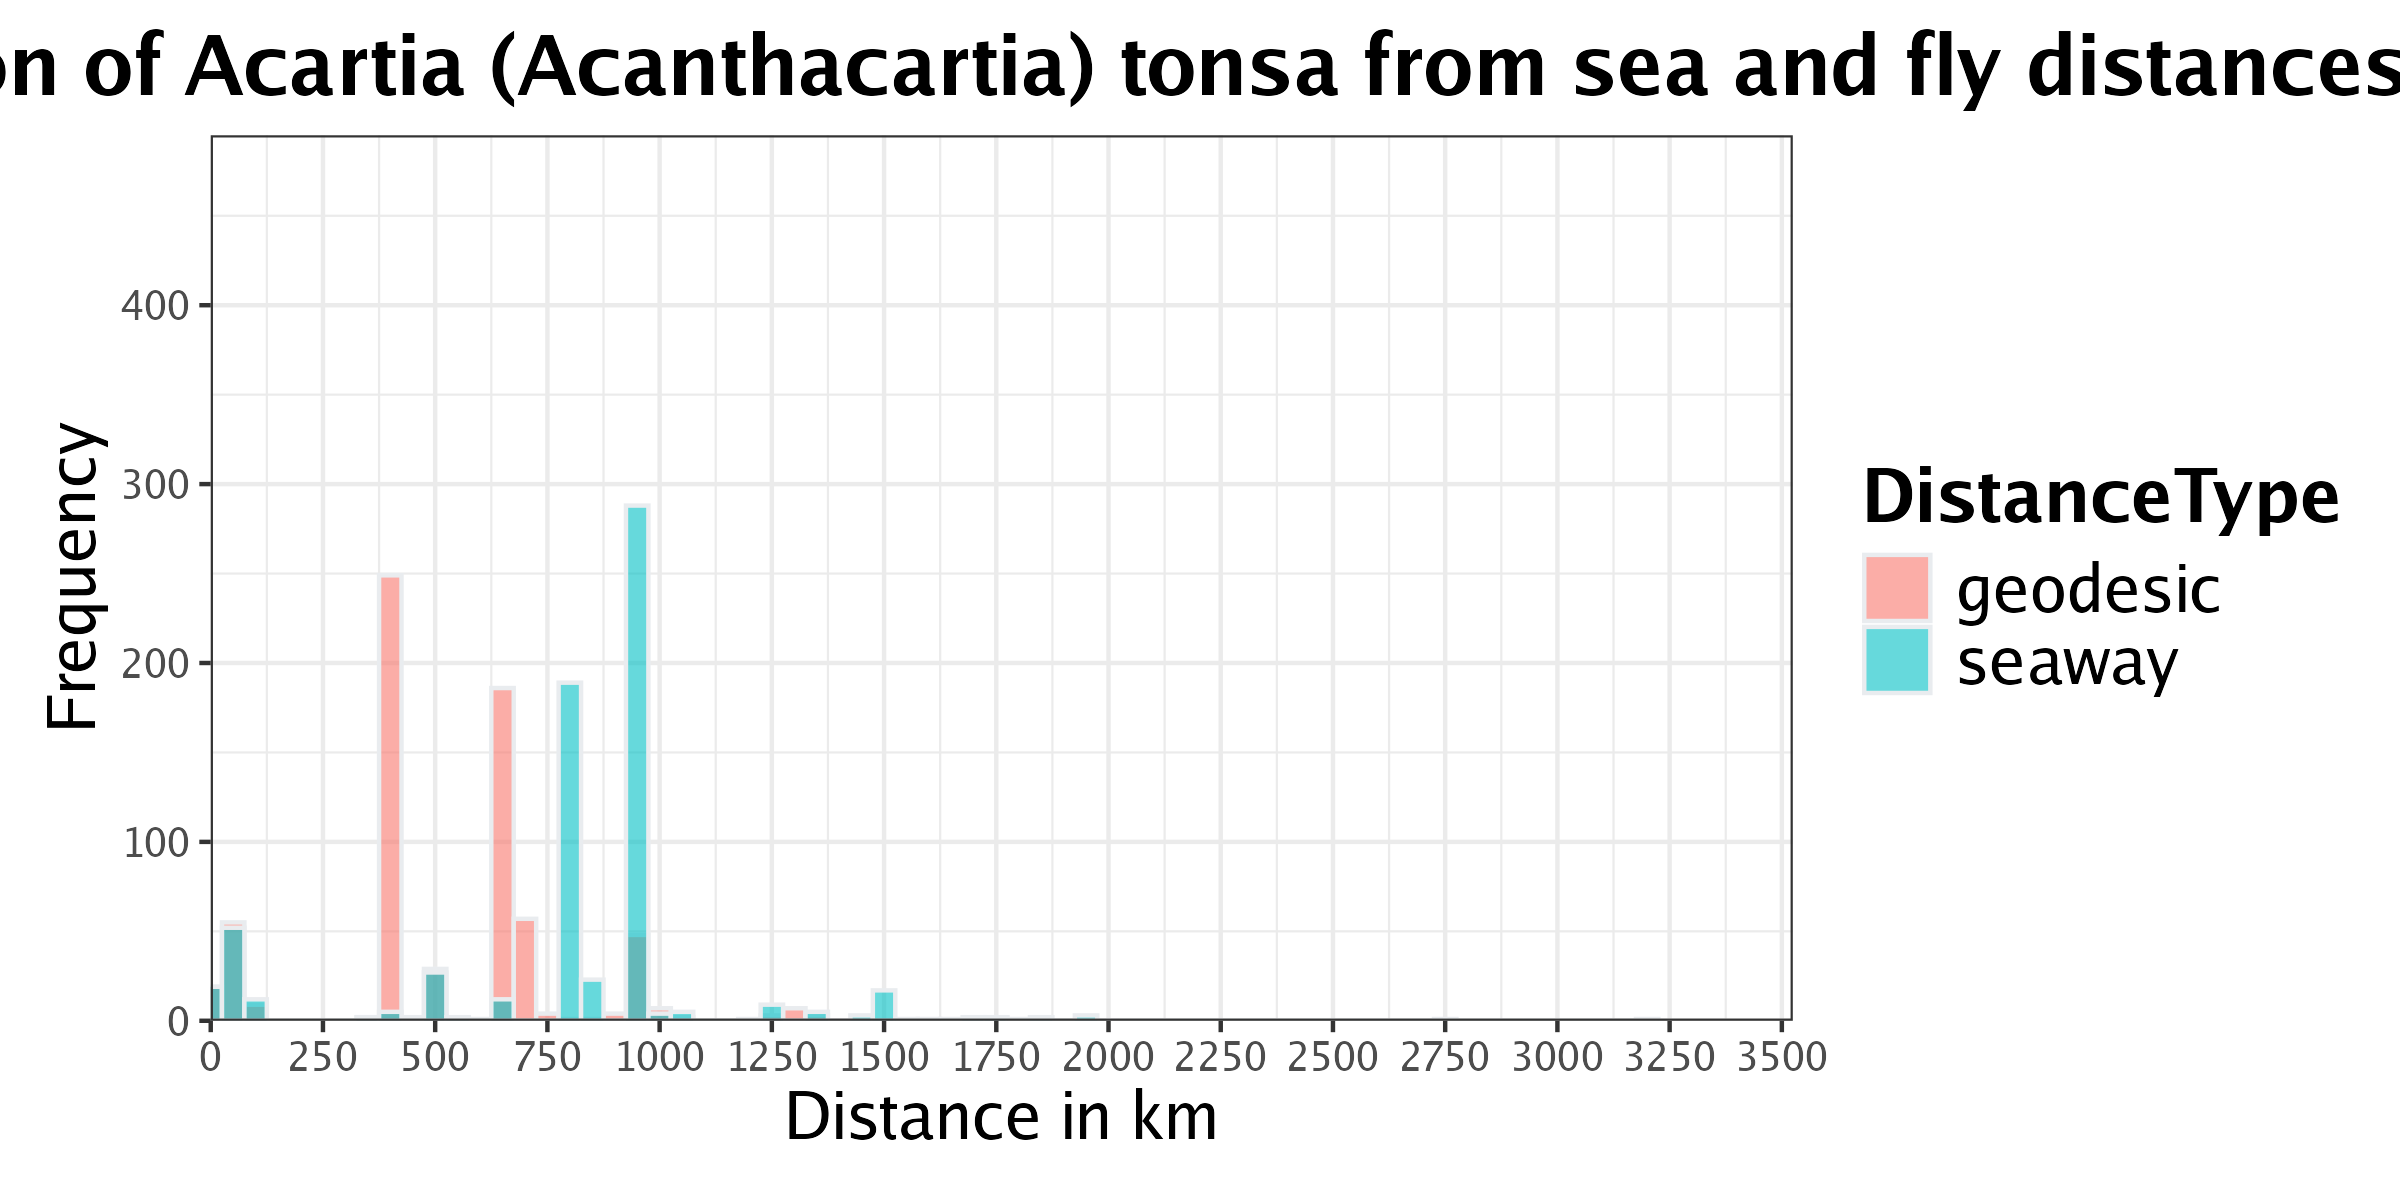 of Acartia (Acanthacartia) tonsa from sea and fly distances
Frequency
400
300
200
100
0
0 250 500 750 1000 1250 1500 1750 2000 2250 2500 2750 3000 3250 3500
Distance in km
DistanceType
geodesic
seaway